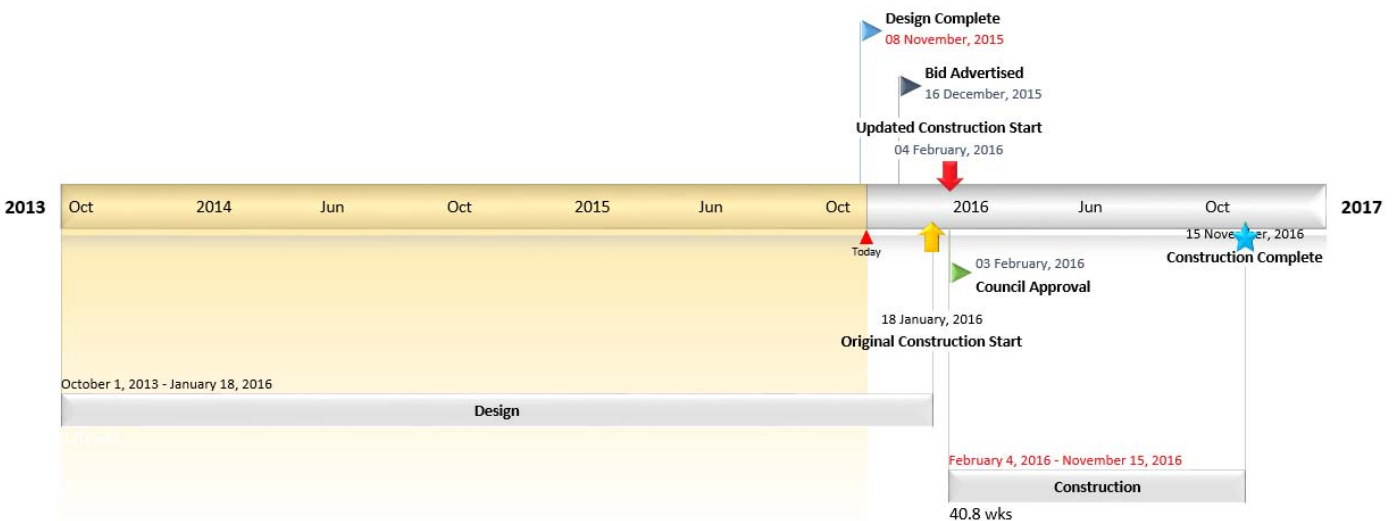 Design Complete
08 November, 2015
Bid Advertised
16 December, 2015
Updated Construction Start
04 February, 2016
2013 Oct 2014 Jun Oct 2015 Jun Oct 2016 Jun Oct 2017
Today
15 November, 2016
Construction Complete
03 February, 2016
Council Approval
18 January, 2016
Original Construction Start
October 1, 2013 - January 18, 2016
Design
February 4, 2016 - November 15, 2016
Construction
40.8 wks